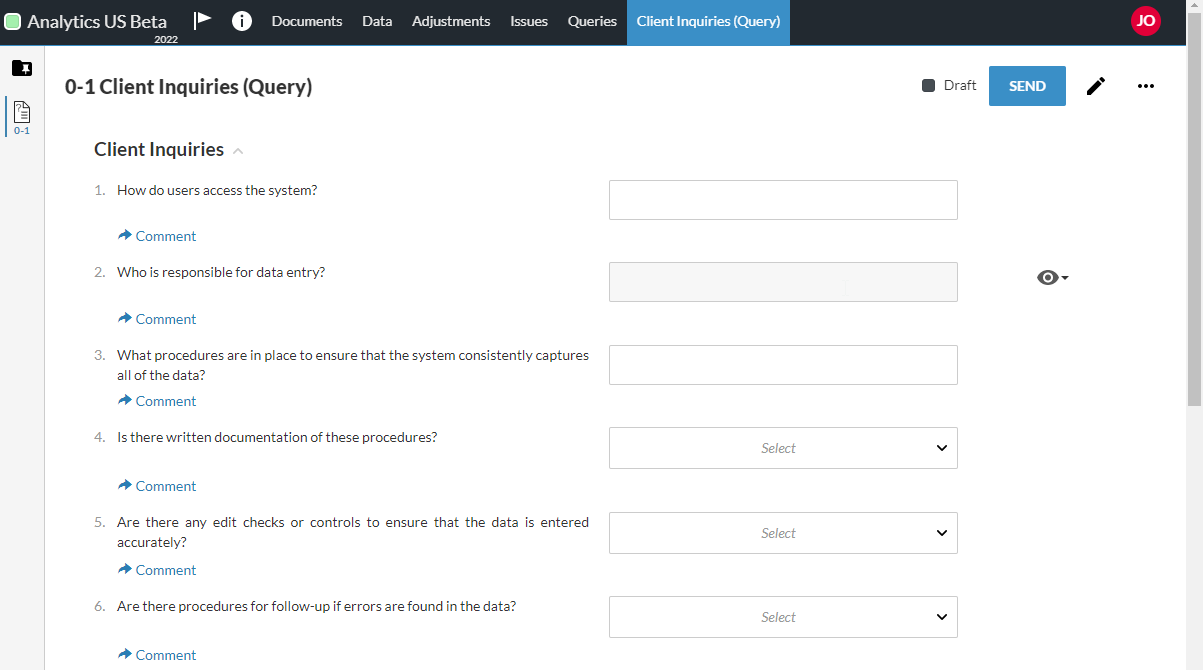 Analytics US Beta
2022
Documents Data Adjustments Issues Queries Client Inquiries (Query)
JO
0-1
0-1 Client Inquiries (Query)
Draft
SEND
Client Inquiries
1. How do users access the system?
Comment
2. Who is responsible for data entry?
Comment
3. What procedures are in place to ensure that the system consistently captures
all of the data?
Comment
4. Is there written documentation of these procedures?
Select
Comment
5. Are there any edit checks or controls to ensure that the data is entered
accurately?
Select
Comment
6. Are there procedures for follow-up if errors are found in the data?
Select
Comment